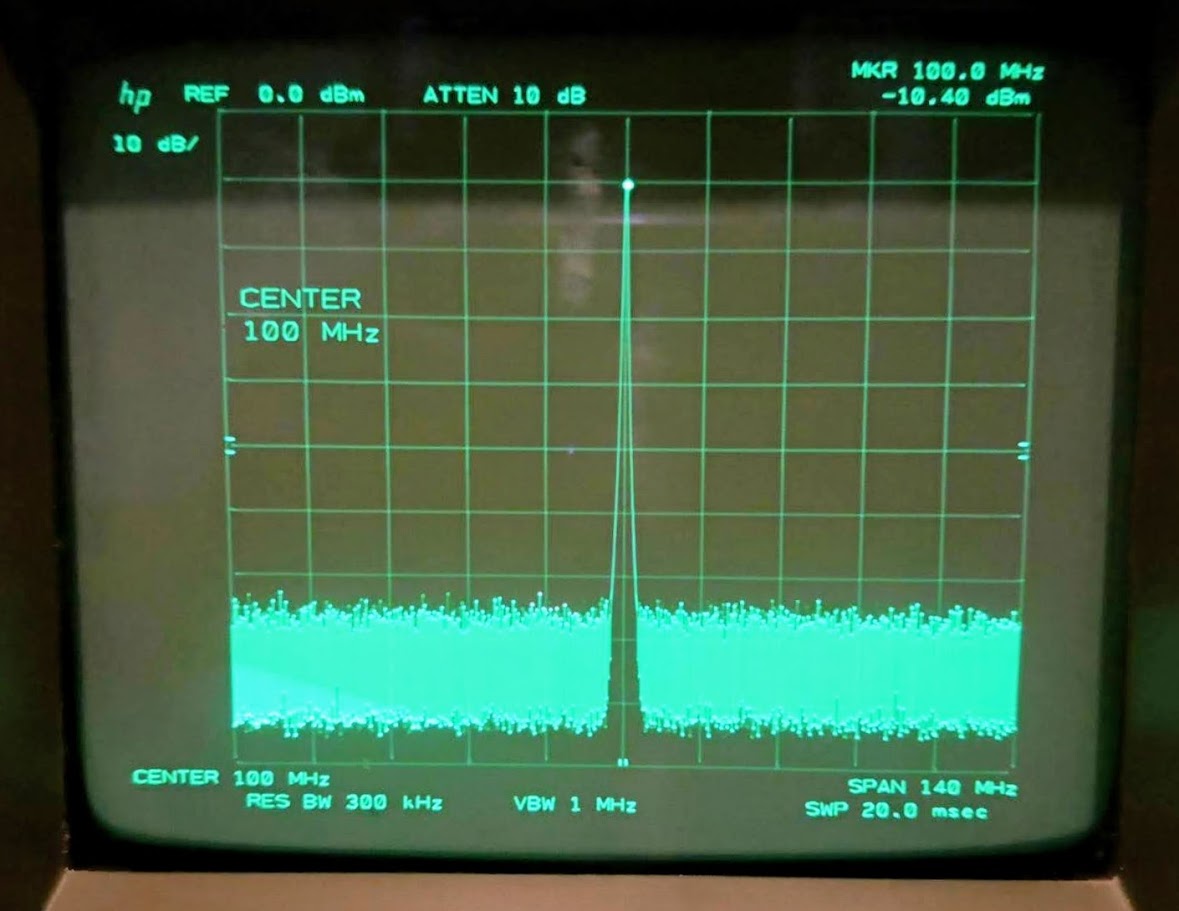 hp REF 0.0 dBm ATTEN 10 dB MKR 100.0 MHz
-10.40 dBm
10 dB/
CENTER
100 MHz
CENTER 100 MHz SPAN 140 MHz
RES BW 300 kHz VBW 1 MHz SWP 20.0 msec